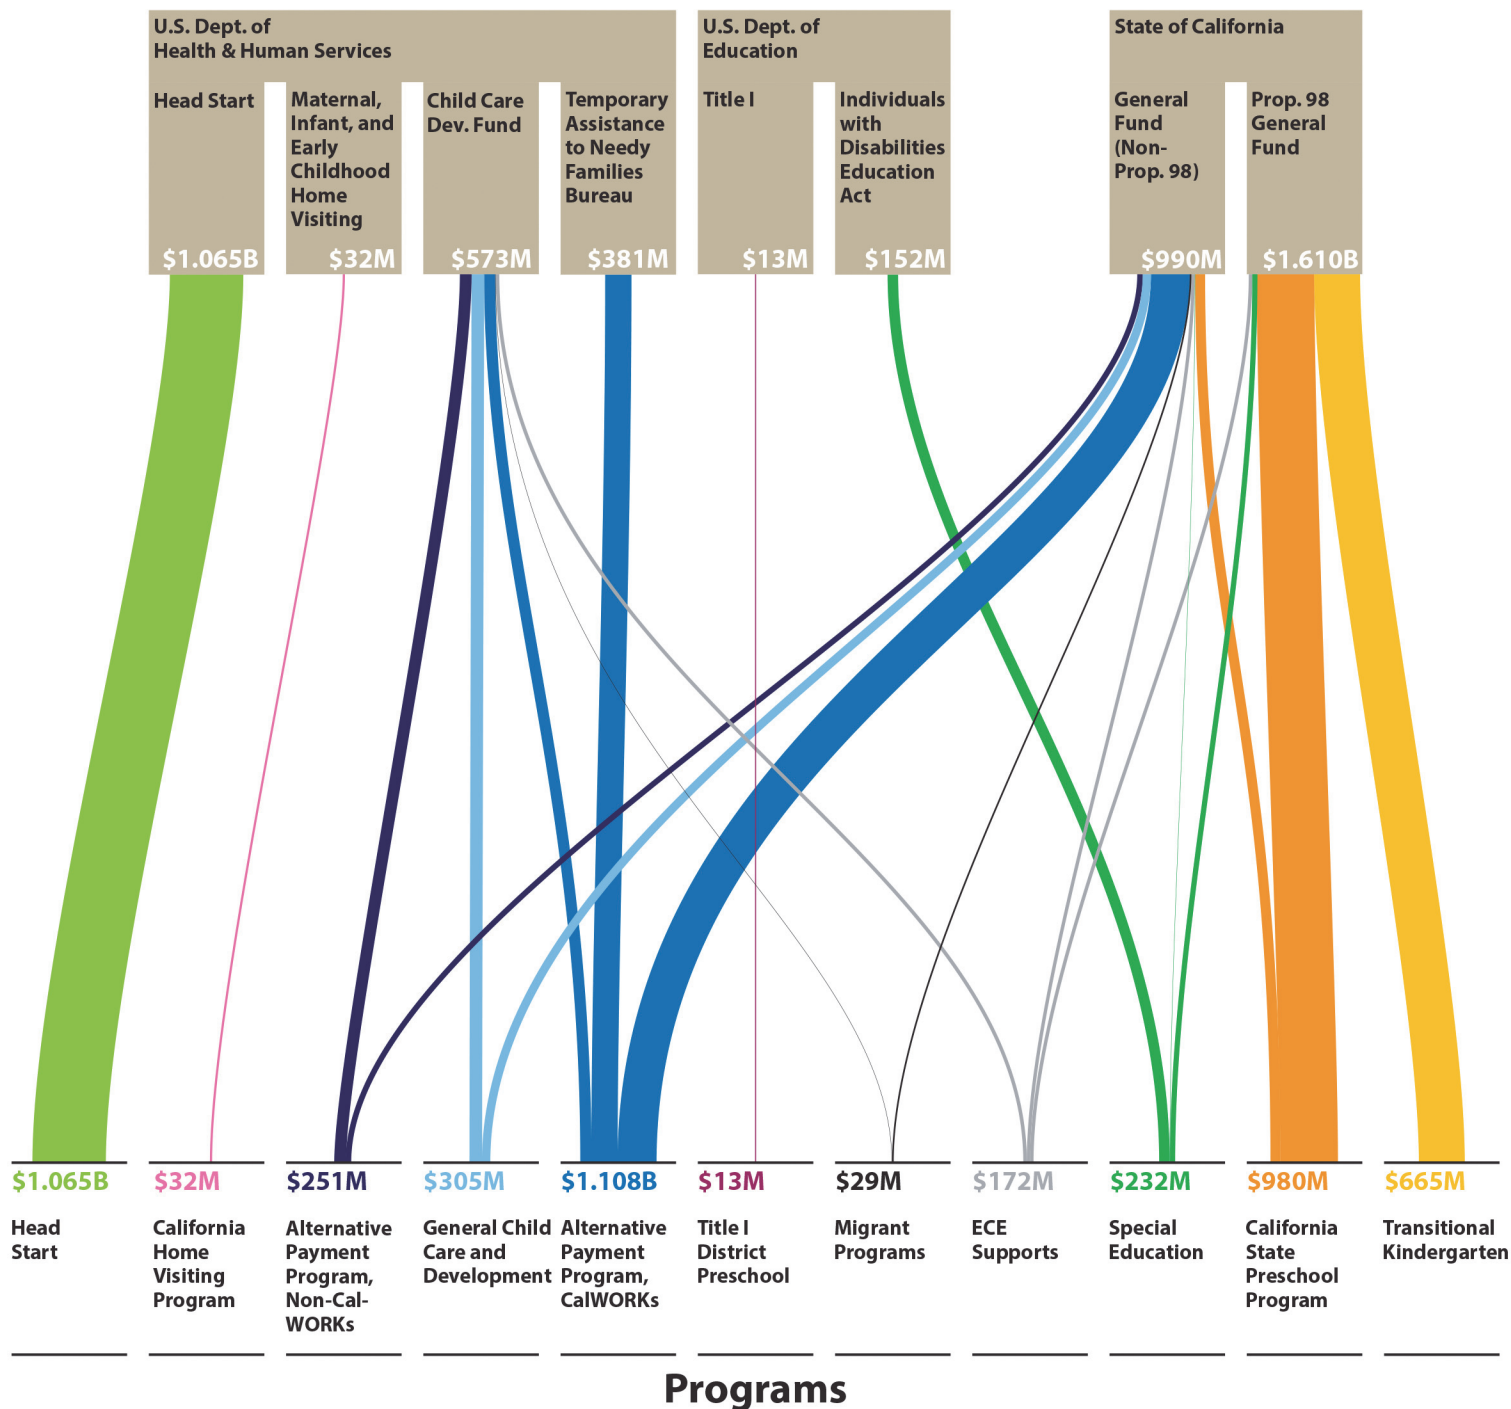 U.S. Dept. of
Health & Human Services
Head Start
$1.065B
Maternal,
Infant, and
Early
Childhood
Home
Visiting
$32M
Child Care
Dev. Fund
$573M
Temporary
Assistance
to Needy
Families
Bureau
$381M
U.S. Dept. of
Education
Title I
$13M
Individuals
with
Disabilities
Education
Act
$152M
State of California
General
Fund
(Non-
Prop. 98)
$990M
Prop. 98
General
Fund
$1.610B
$1.065B
Head
Start
$32M
California
Home
Visiting
Program
$251M
Alternative
Payment
Program,
Non-Cal-
WORKs
$305M
General Child
Care and
Development
$1.108B
Alternative
Payment
Program,
CalWORKs
$13M
Title I
District
Preschool
$29M
Migrant
Programs
$172M
ECE
Supports
$232M
Special
Education
$980M
California
State
Preschool
Program
$665M
Transitional
Kindergarten
Programs